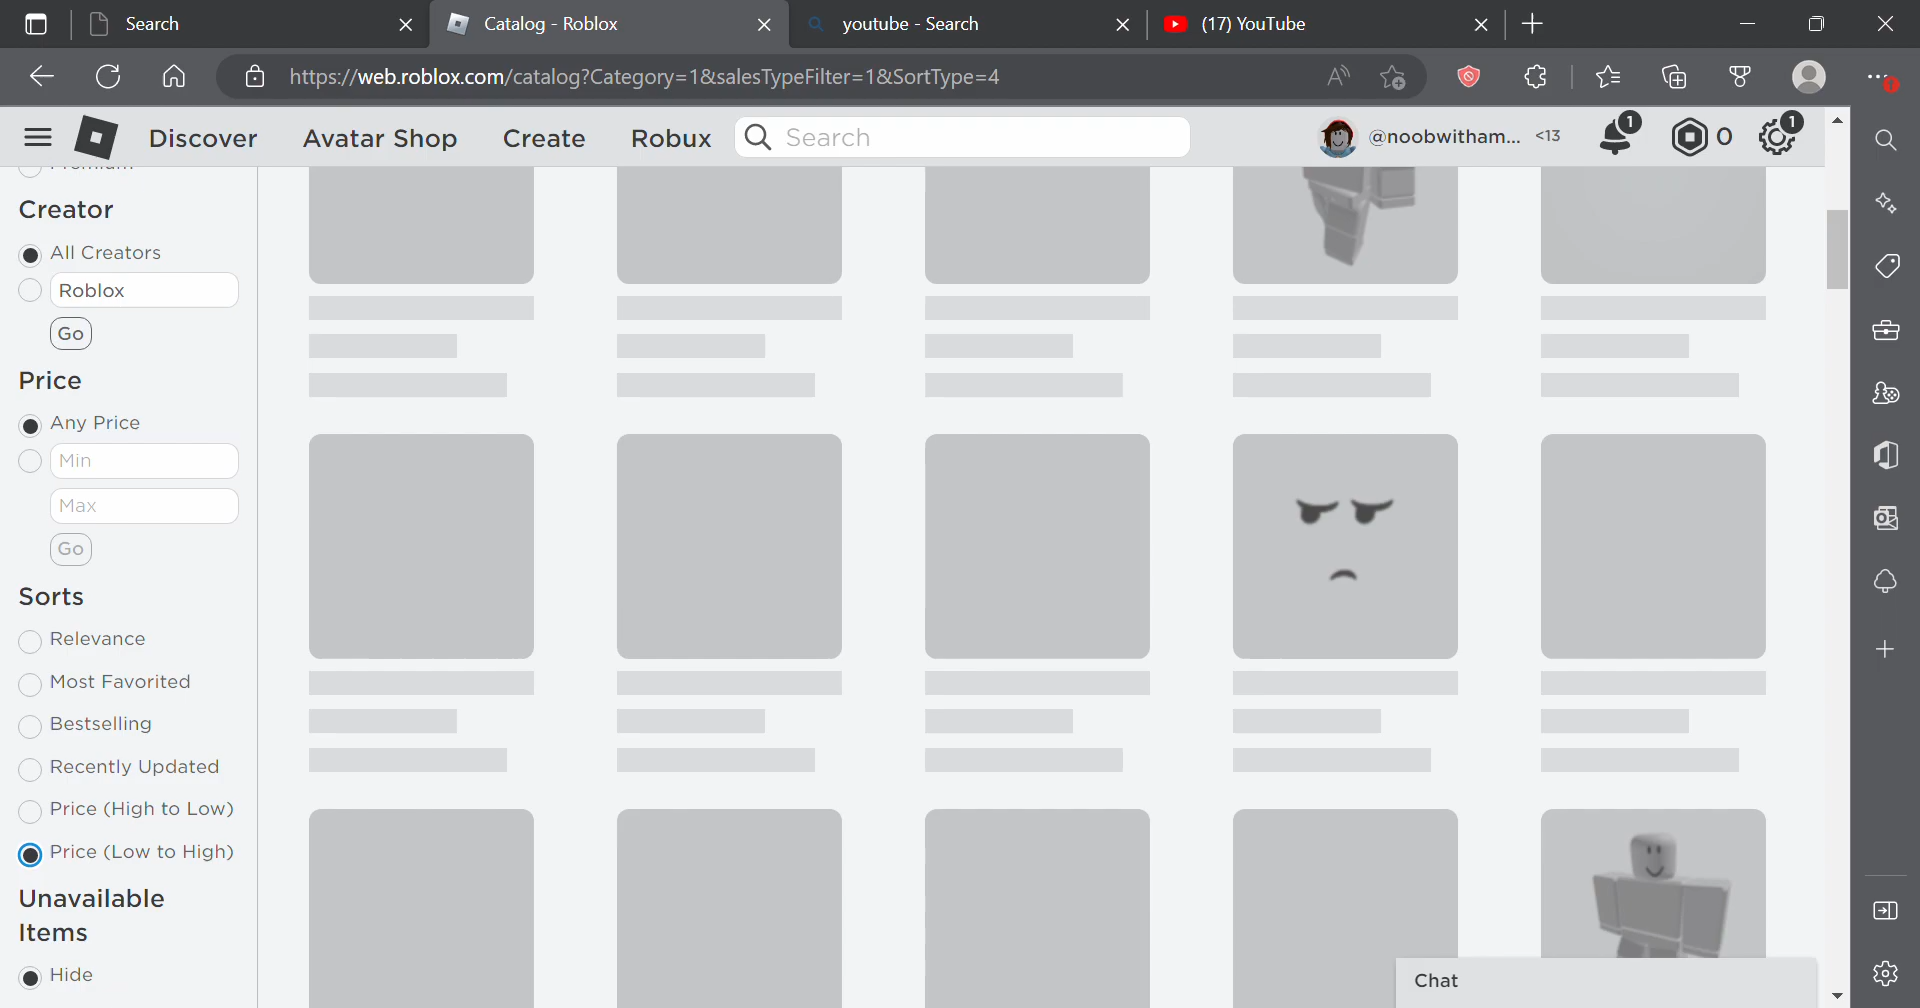 Search
Catalog - Roblox
youtube - Search
(17) YouTube
https://web.roblox.com/catalog?Category=1&salesTypeFilter=1&SortType=4
Discover
Avatar Shop
Create
Robux
Search
@noobwitham...
<13
1
0
1
Premium
Creator
All Creators
Roblox
Go
Price
Any Price
Min
Max
Go
Sorts
Relevance
Most Favorited
Bestselling
Recently Updated
Price (High to Low)
Price (Low to High)
Unavailable
Items
Hide
Chat